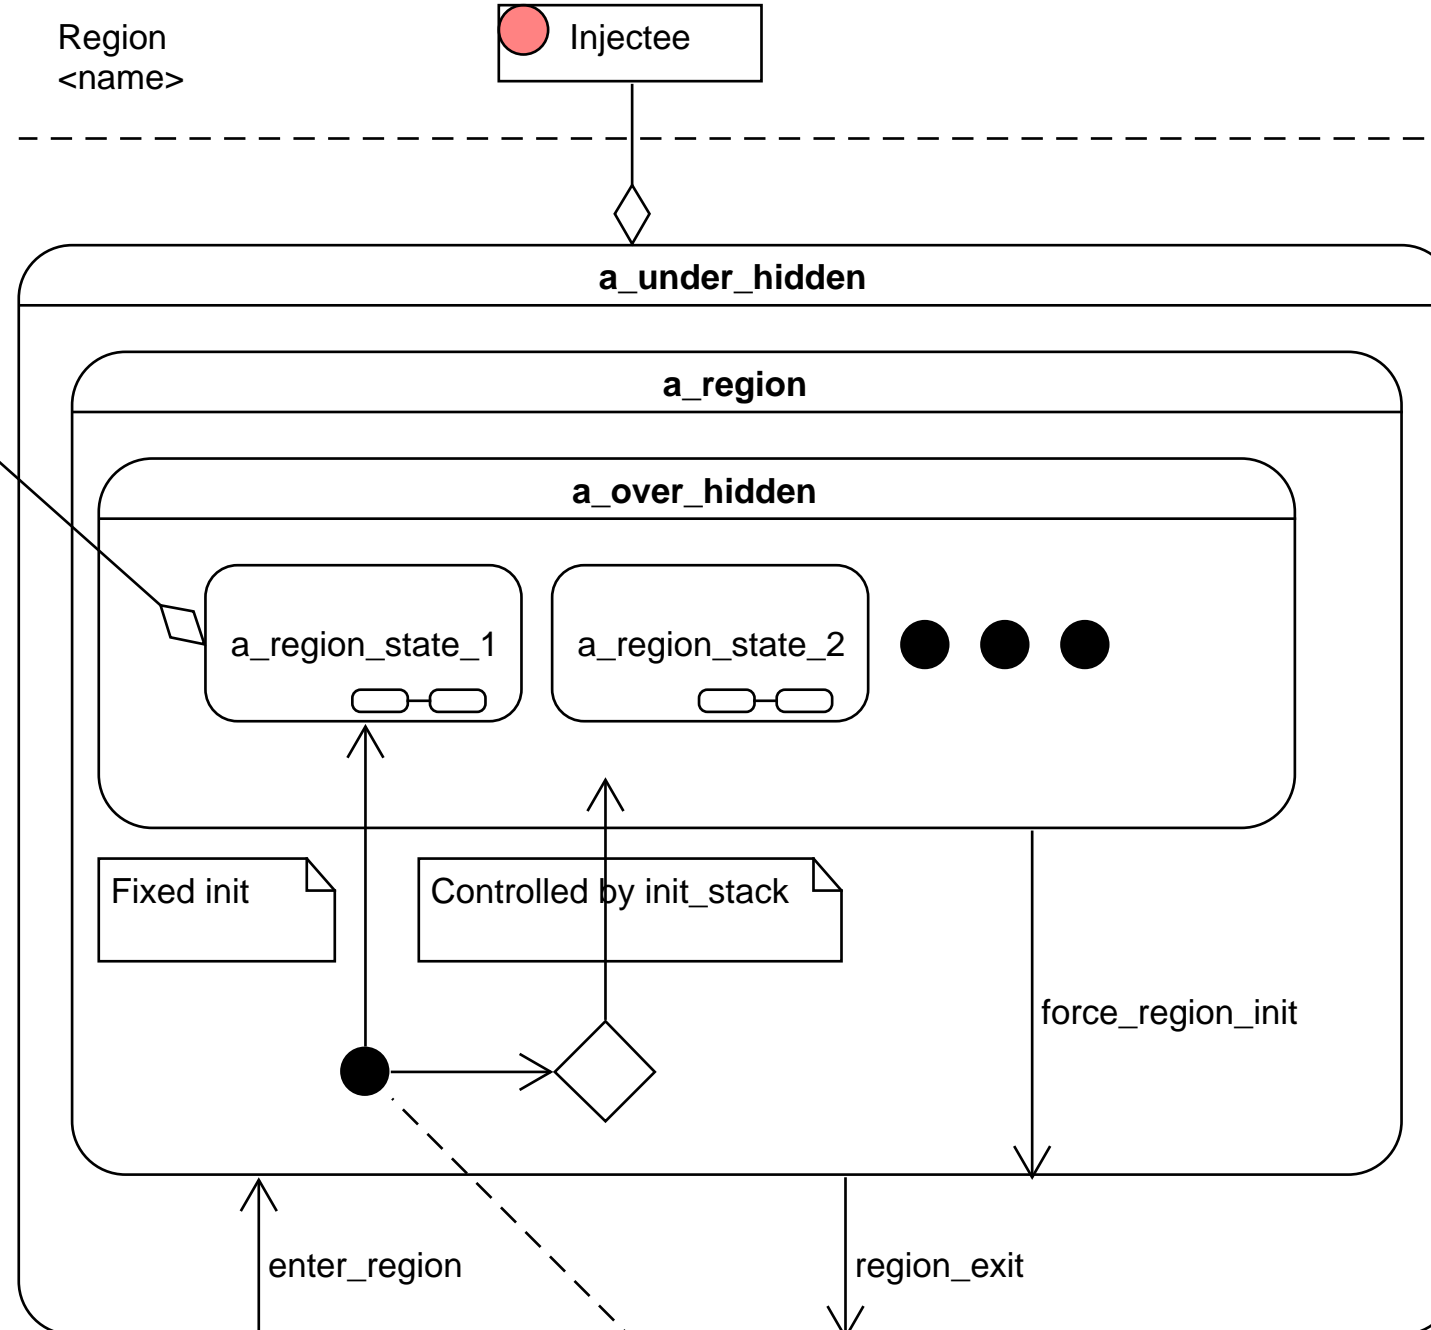 Region
<name>
Injectee
a_under_hidden
a_region
a_over_hidden
a_region_state_1
a_region_state_2
Fixed init
Controlled by init_stack
force_region_init
enter_region
region_exit